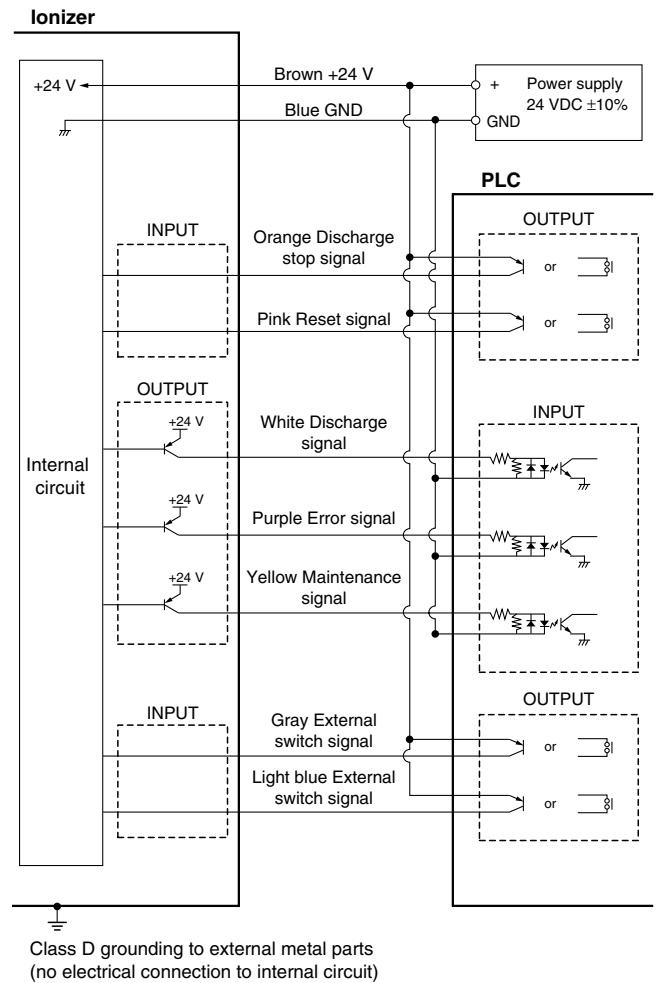 Ionizer
+24 V
Brown +24 V
Blue GND
+ Power supply
24 VDC ±10%
GND
PLC
INPUT
OUTPUT
Orange Discharge
stop signal
or
Pink Reset signal
or
OUTPUT
INPUT
+24 V
White Discharge
signal
Internal
circuit
+24 V
Purple Error signal
+24 V
Yellow Maintenance
signal
INPUT
OUTPUT
Gray External
switch signal
or
Light blue External
switch signal
or
Class D grounding to external metal parts
(no electrical connection to internal circuit)